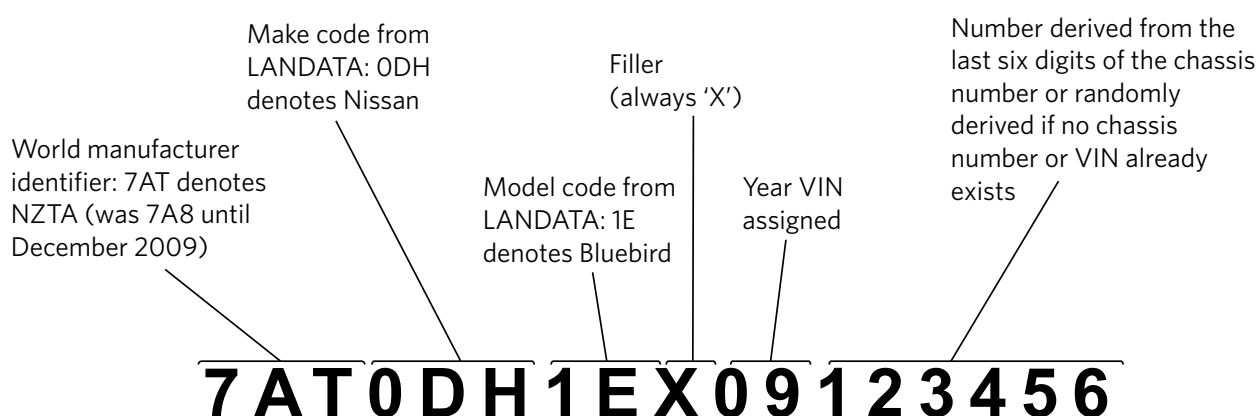 World manufacturer
identifier: 7AT denotes
NZTA (was 7A8 until
December 2009)
Make code from
LANDATA: 0DH
denotes Nissan
Model code from
LANDATA: 1E
denotes Bluebird
Filler
(always ‘X’)
Year VIN
assigned
Number derived from the
last six digits of the chassis
number or randomly
derived if no chassis
number or VIN already
exists
7AT0DH1EX09123456